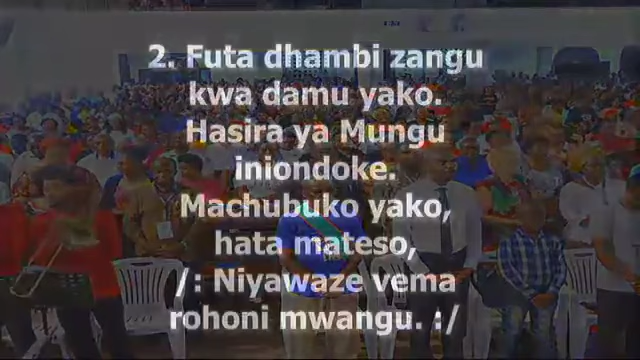 2. Futa dhambi zangu
kwa damu yako.
Hasira ya Mungu
iniondoke.
Machubuko yako,
hata mateso,
/: Niyawaze vema
rohoni mwangu. :/